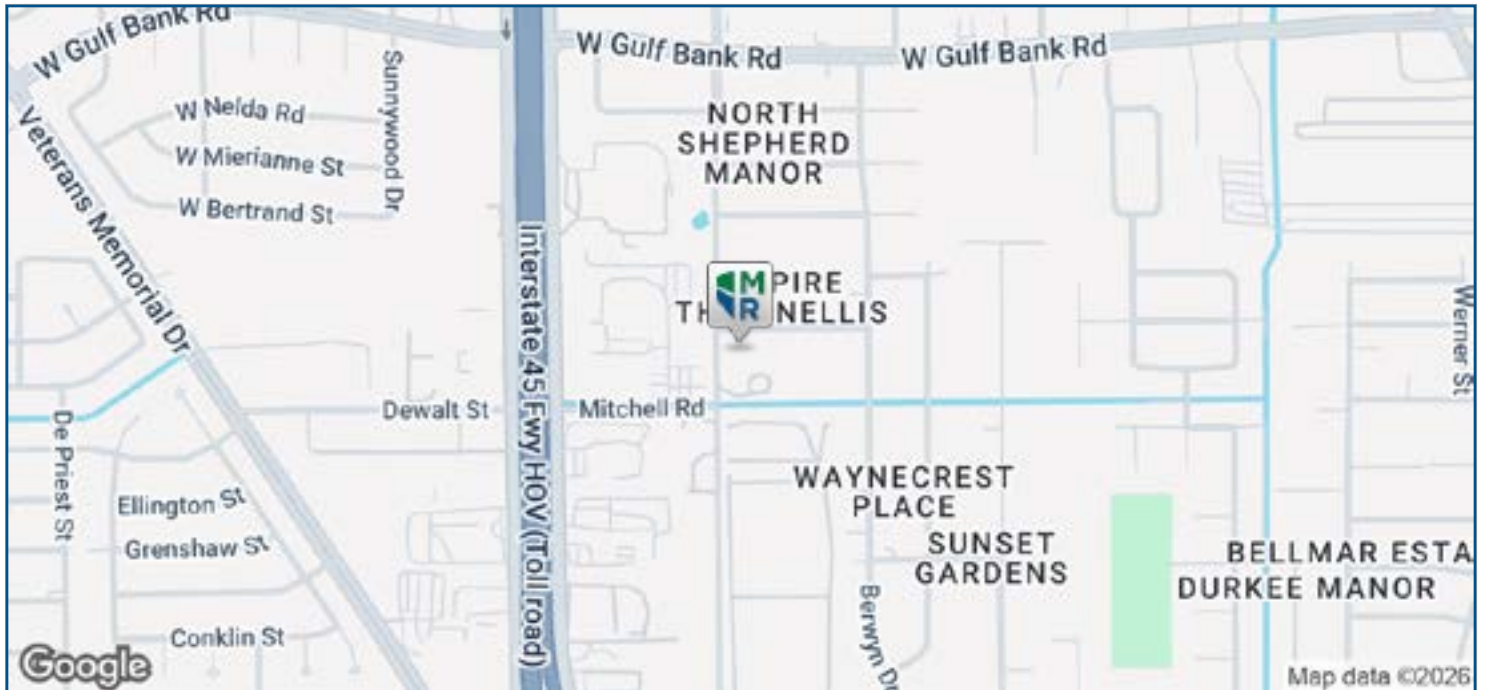 W Gulf Bank Rd
W Gulf Bank Rd
W Gulf Bank Rd
Veterans Memorial Dr
W Nelda Rd
W Mierianne St
W Bertrand St
Sunnywood Dr
NORTH
SHEPHERD
MANOR
Interstate 45 Fwy HOV (Toll road)
M
R
PIRE
NELLIS
Werner St
Dewalt St
Mitchell Rd
De Priest St
Ellington St
Grenshaw St
Conklin St
WAYNECREST
PLACE
SUNSET
GARDENS
Berwyn
BELLMAR ESTA
DURKEE MANOR
Google
Map data ©2026